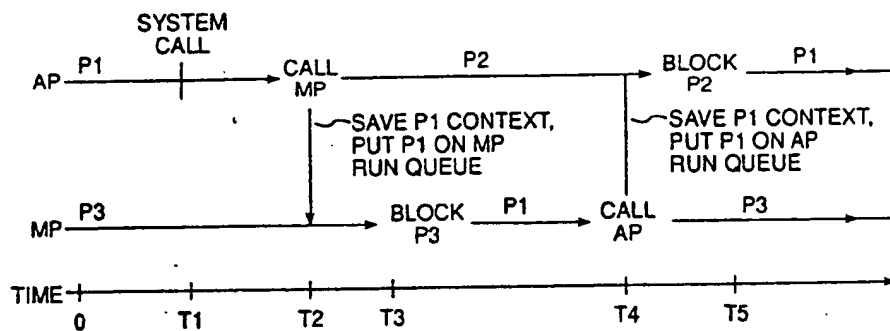 SYSTEM
CALL
AP P1 CALL P2 BLOCK P1
MP P2
SAVE P1 CONTEXT, SAVE P1 CONTEXT,
PUT P1 ON MP PUT P1 ON AP
RUN QUEUE RUN QUEUE
MP P3 BLOCK P1 CALL P3
P3 AP
TIME
0 T1 T2 T3 T4 T5